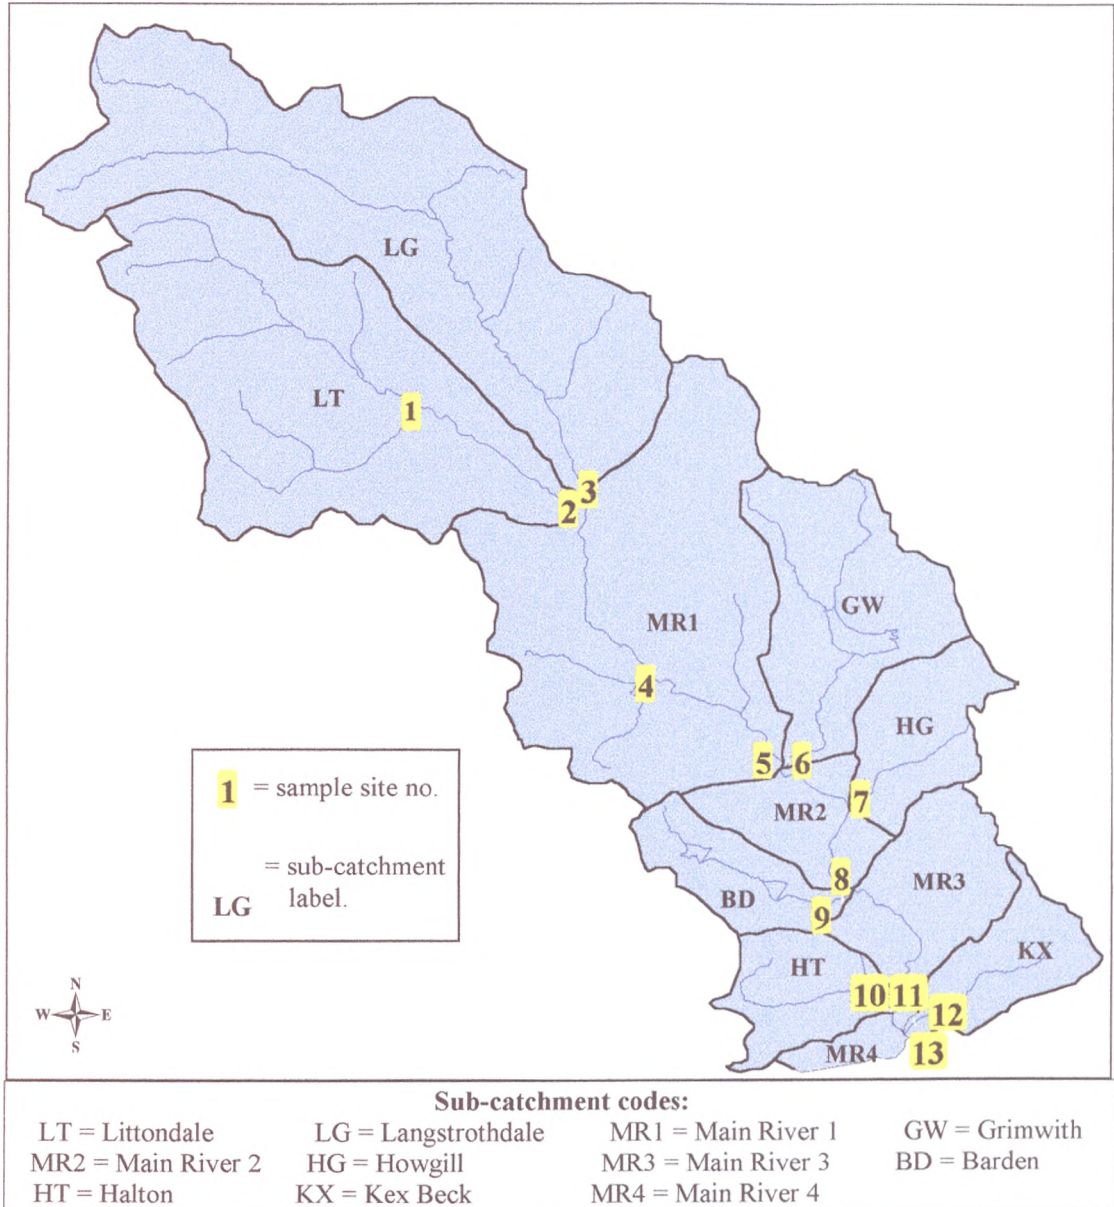 LG
LT
1
3
2
GW
MR1
4
HG
5
6
7
MR2
8
MR3
BD
9
KX
HT
10
11
12
MR4
13
1 = sample site no.
= sub-catchment
LG label.
N
W E
S
Sub-catchment codes:
LT = Littondale LG = Langstrothdale MR1 = Main River 1 GW = Grimwith
MR2 = Main River 2 HG = Howgill MR3 = Main River 3 BD = Barden
HT = Halton KX = Kex Beck MR4 = Main River 4